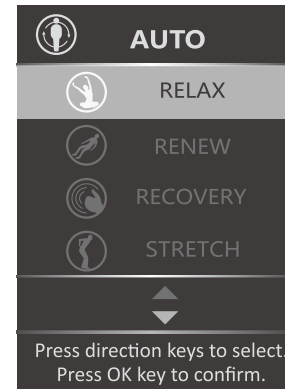 AUTO
RELAX
RENEW
RECOVERY
STRETCH
Press direction keys to select.
Press OK key to confirm.